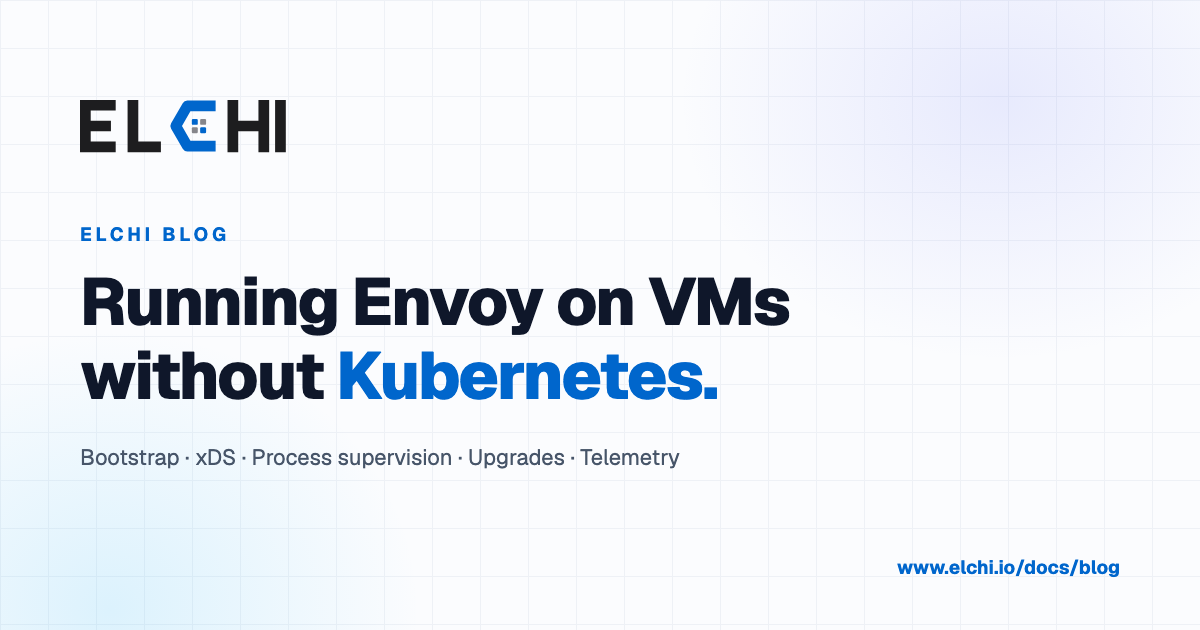 ELCHI
ELCHI BLOG
Running Envoy on VMs
without Kubernetes.
Bootstrap · xDS · Process supervision · Upgrades · Telemetry
www.elchi.io/docs/blog